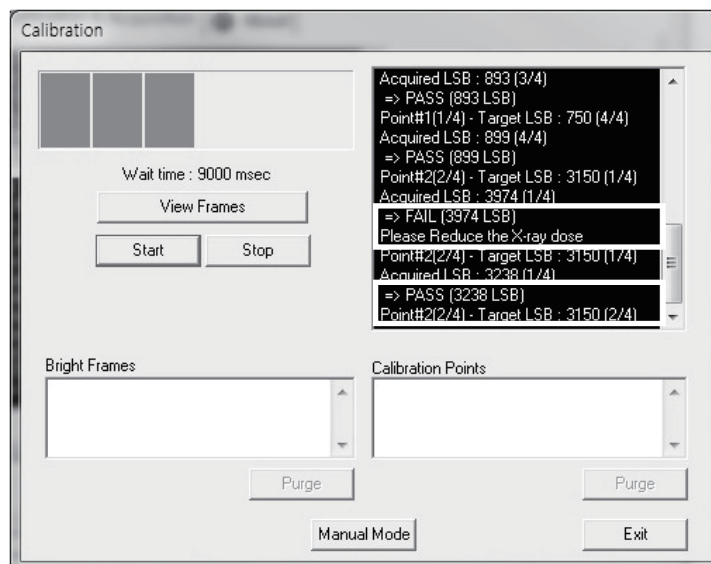 Calibration
Wait time : 9000 msec
View Frames
Start
Stop
Acquired LSB : 893 (3/4)
=> PASS (893 LSB)
Point#1(1/4) - Target LSB : 750 (4/4)
Acquired LSB : 899 (4/4)
=> PASS (899 LSB)
Point#2(2/4) - Target LSB : 3150 (1/4)
Acquired LSB : 3974 (1/4)
=> FAIL (3974 LSB)
Please Reduce the X-ray dose
Point#2(2/4) - Target LSB : 3150 (1/4)
Acquired LSB : 3238 (1/4)
=> PASS (3238 LSB)
Point#2(2/4) - Target LSB : 3150 (2/4)
Bright Frames
Calibration Points
Purge
Purge
Manual Mode
Exit